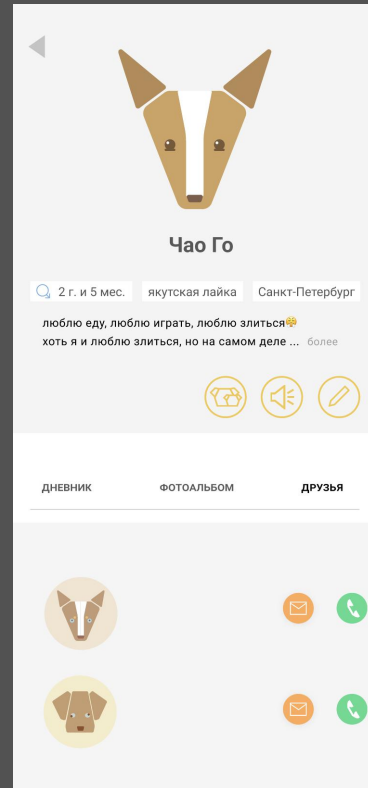 Чао Го
2 г. и 5 мес. якутская лайка Санкт-Петербург
люблю еду, люблю играть, люблю злиться😤
хоть я и люблю злиться, но на самом деле ... более
ДНЕВНИК ФОТОАЛЬБОМ ДРУЗЬЯ